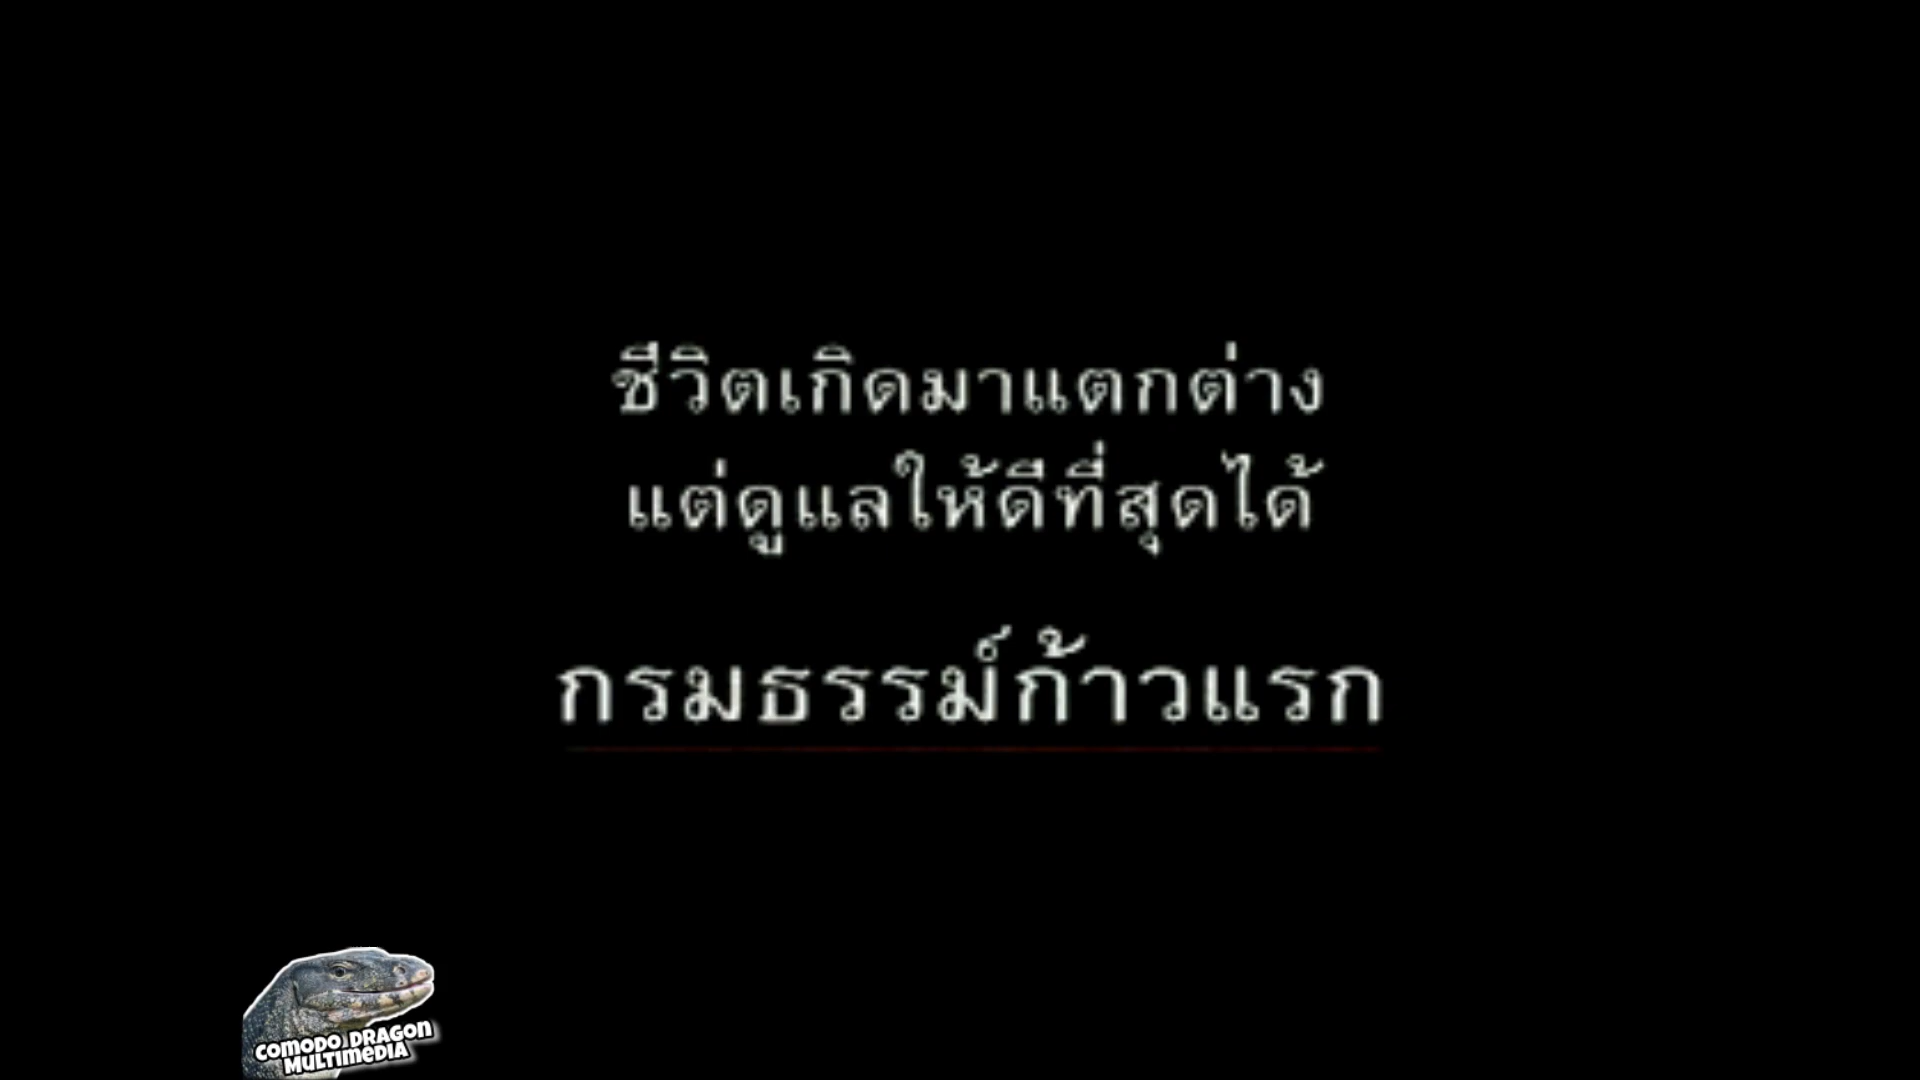 ชีวิตเกิดมาแตกต่าง
แต่ดูแลให้ดีที่สุดได้
กรมธรรม์ก้าวแรก
COMODO DRAGON
MULTIMEDIA